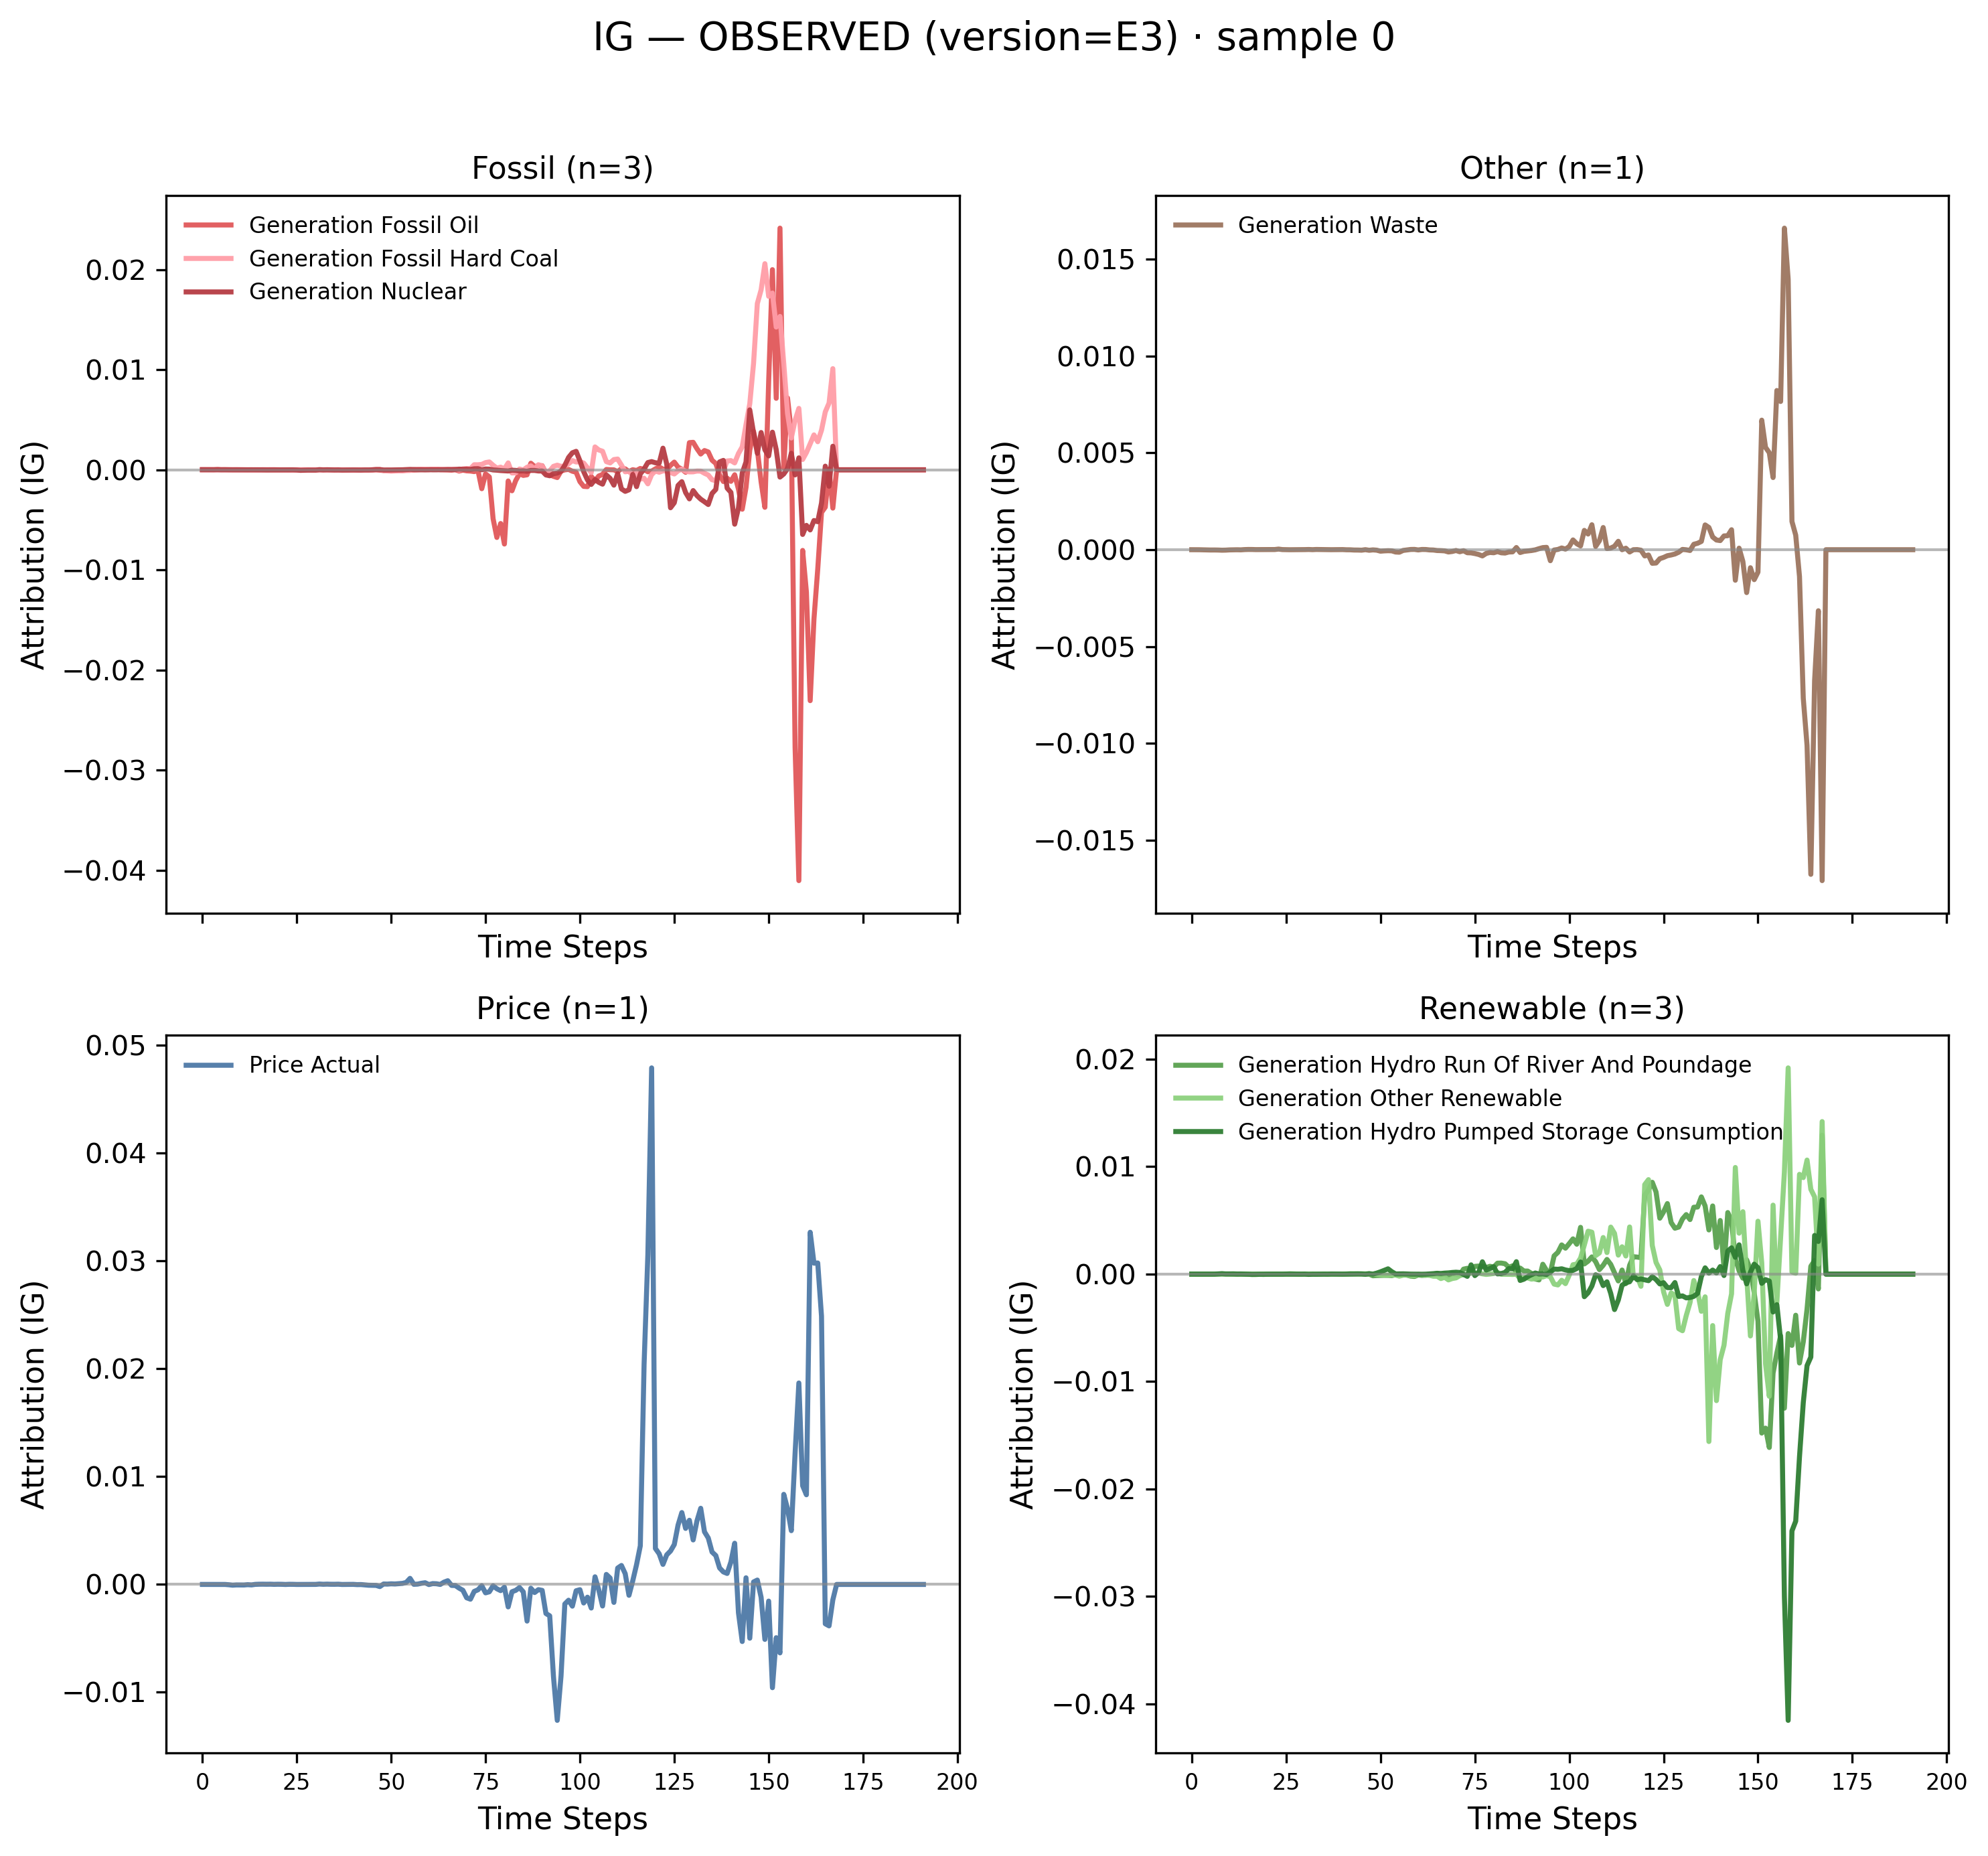 IG — OBSERVED (version=E3) · sample 0
Fossil (n=3)
Generation Fossil Oil
Generation Fossil Hard Coal
Generation Nuclear
0.02
0.01
0.00
−0.01
−0.02
−0.03
−0.04
Attribution (IG)
Time Steps
Other (n=1)
Generation Waste
0.015
0.010
0.005
0.000
−0.005
−0.010
−0.015
Attribution (IG)
Time Steps
Price (n=1)
Price Actual
0.05
0.04
0.03
0.02
0.01
0.00
−0.01
Attribution (IG)
0 25 50 75 100 125 150 175 200
Time Steps
Renewable (n=3)
Generation Hydro Run Of River And Poundage
Generation Other Renewable
Generation Hydro Pumped Storage Consumption
0.02
0.01
0.00
−0.01
−0.02
−0.03
−0.04
Attribution (IG)
0 25 50 75 100 125 150 175 200
Time Steps